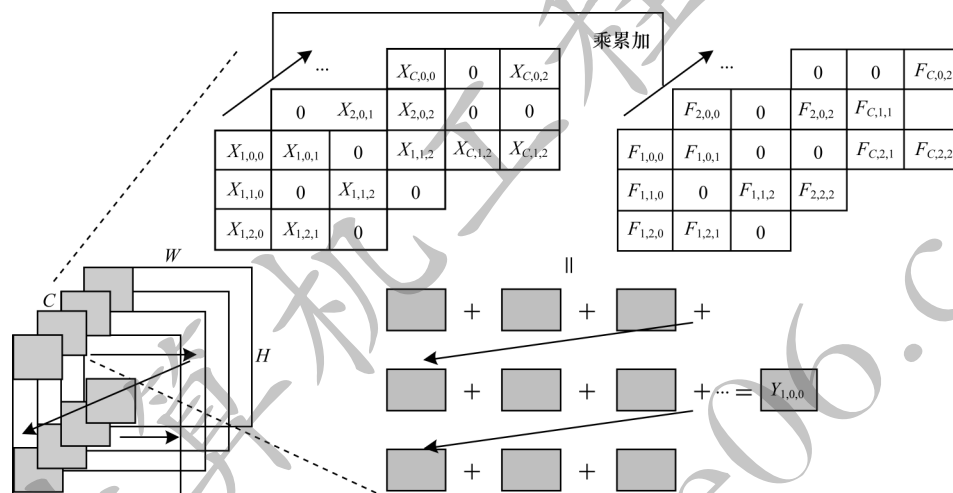 乘累加
... X_{C,0,0} 0 X_{C,0,2}
0 X_{2,0,1} X_{2,0,2} 0 0
X_{1,0,0} X_{1,0,1} 0 X_{1,1,2} X_{C,1,2} X_{C,1,2}
X_{1,1,0} 0 X_{1,1,2} 0
X_{1,2,0} X_{1,2,1} 0
... 0 0 F_{C,0,2}
F_{2,0,0} 0 F_{2,0,2} F_{C,1,1}
F_{1,0,0} F_{1,0,1} 0 0 F_{C,2,1} F_{C,2,2}
F_{1,1,0} 0 F_{1,1,2} F_{2,2,2}
F_{1,2,0} F_{1,2,1} 0
=
W
C
H
+ + +
+ + + ... = Y_{1,0,0}
+ +
算机工程
06.c